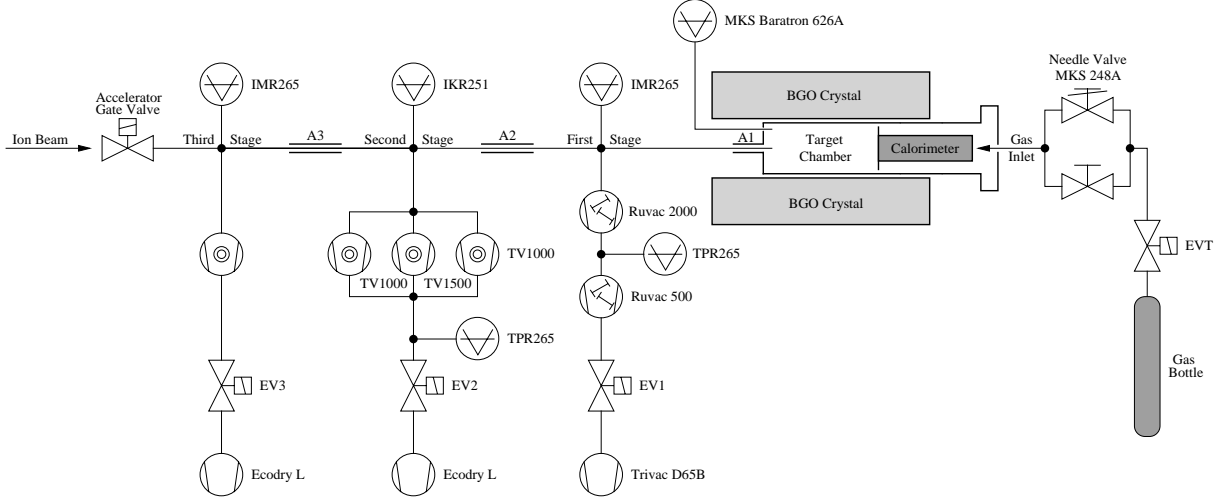 MKS Baratron 626A
IMR265
IKR251
IMR265
Needle Valve
MKS 248A
Accelerator
Gate Valve
BGO Crystal
Ion Beam
Third Stage
A3
Second Stage
A2
First Stage
A1
Target
Chamber
Calorimeter
Gas
Inlet
BGO Crystal
Ruvac 2000
TV1000
TV1500
TV1000
TPR265
EVT
Ruvac 500
TPR265
Gas
Bottle
EV3
EV2
EV1
Ecodry L
Ecodry L
Trivac D65B